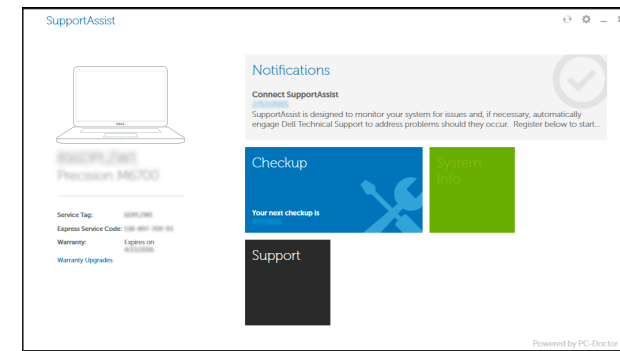 SupportAssist
Notifications
Connect SupportAssist
SupportAssist is designed to monitor your system for issues and, if necessary, automatically
engage Dell Technical Support to address problems should they occur. Register below to start...
DELL
Precision M6700
Service Tag:
Express Service Code:
Warranty: Expires on
Warranty Upgrades
Checkup
Your next checkup is
System
Info
Support
Powered by PC-Doctor